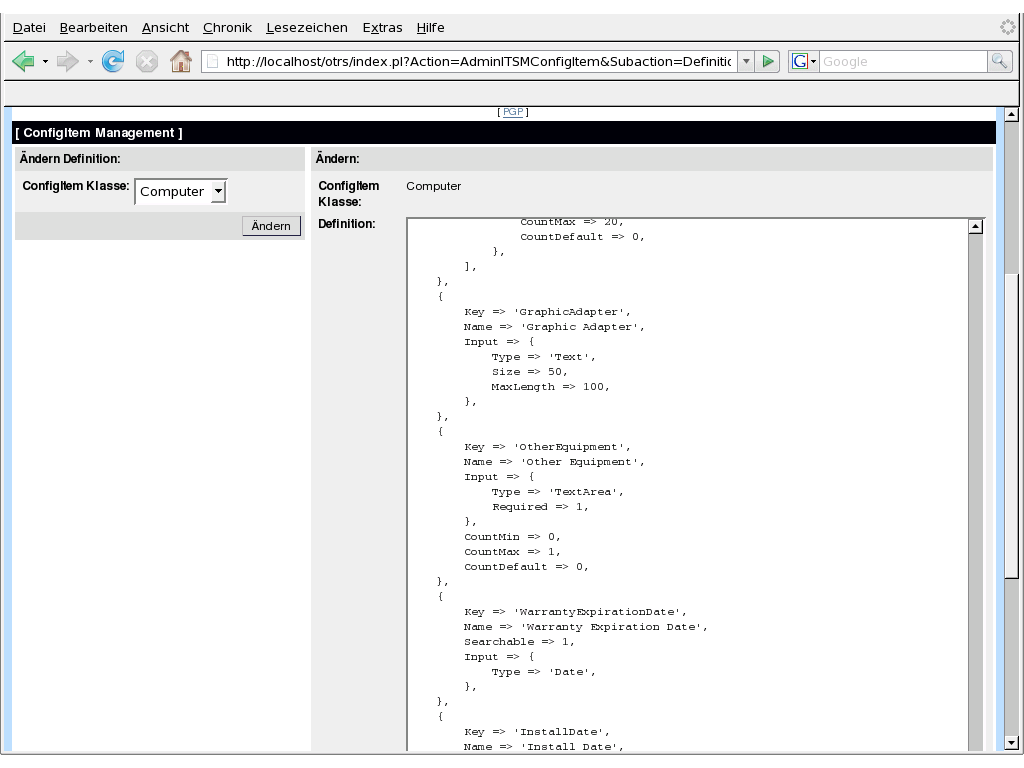 Datei Bearbeiten Ansicht Chronik Lesezeichen Extras Hilfe
http://localhost/otrs/index.pl?Action=AdminITSMConfigItem&Subaction=Definitic
G Google
[ PGP ]
[ ConfigItem Management ]
Ändern Definition:
ConfigItem Klasse: Computer
Ändern
Ändern:
ConfigItem Klasse: Computer
Definition:
CountMax => 20,
CountDefault => 0,
},
],
},
{
Key => 'GraphicAdapter',
Name => 'Graphic Adapter',
Input => {
Type => 'Text',
Size => 50,
MaxLength => 100,
},
},
{
Key => 'OtherEquipment',
Name => 'Other Equipment',
Input => {
Type => 'TextArea',
Required => 1,
},
CountMin => 0,
CountMax => 1,
CountDefault => 0,
},
{
Key => 'WarrantyExpirationDate',
Name => 'Warranty Expiration Date',
Searchable => 1,
Input => {
Type => 'Date',
},
},
{
Key => 'InstallDate',
Name => 'Install Date',